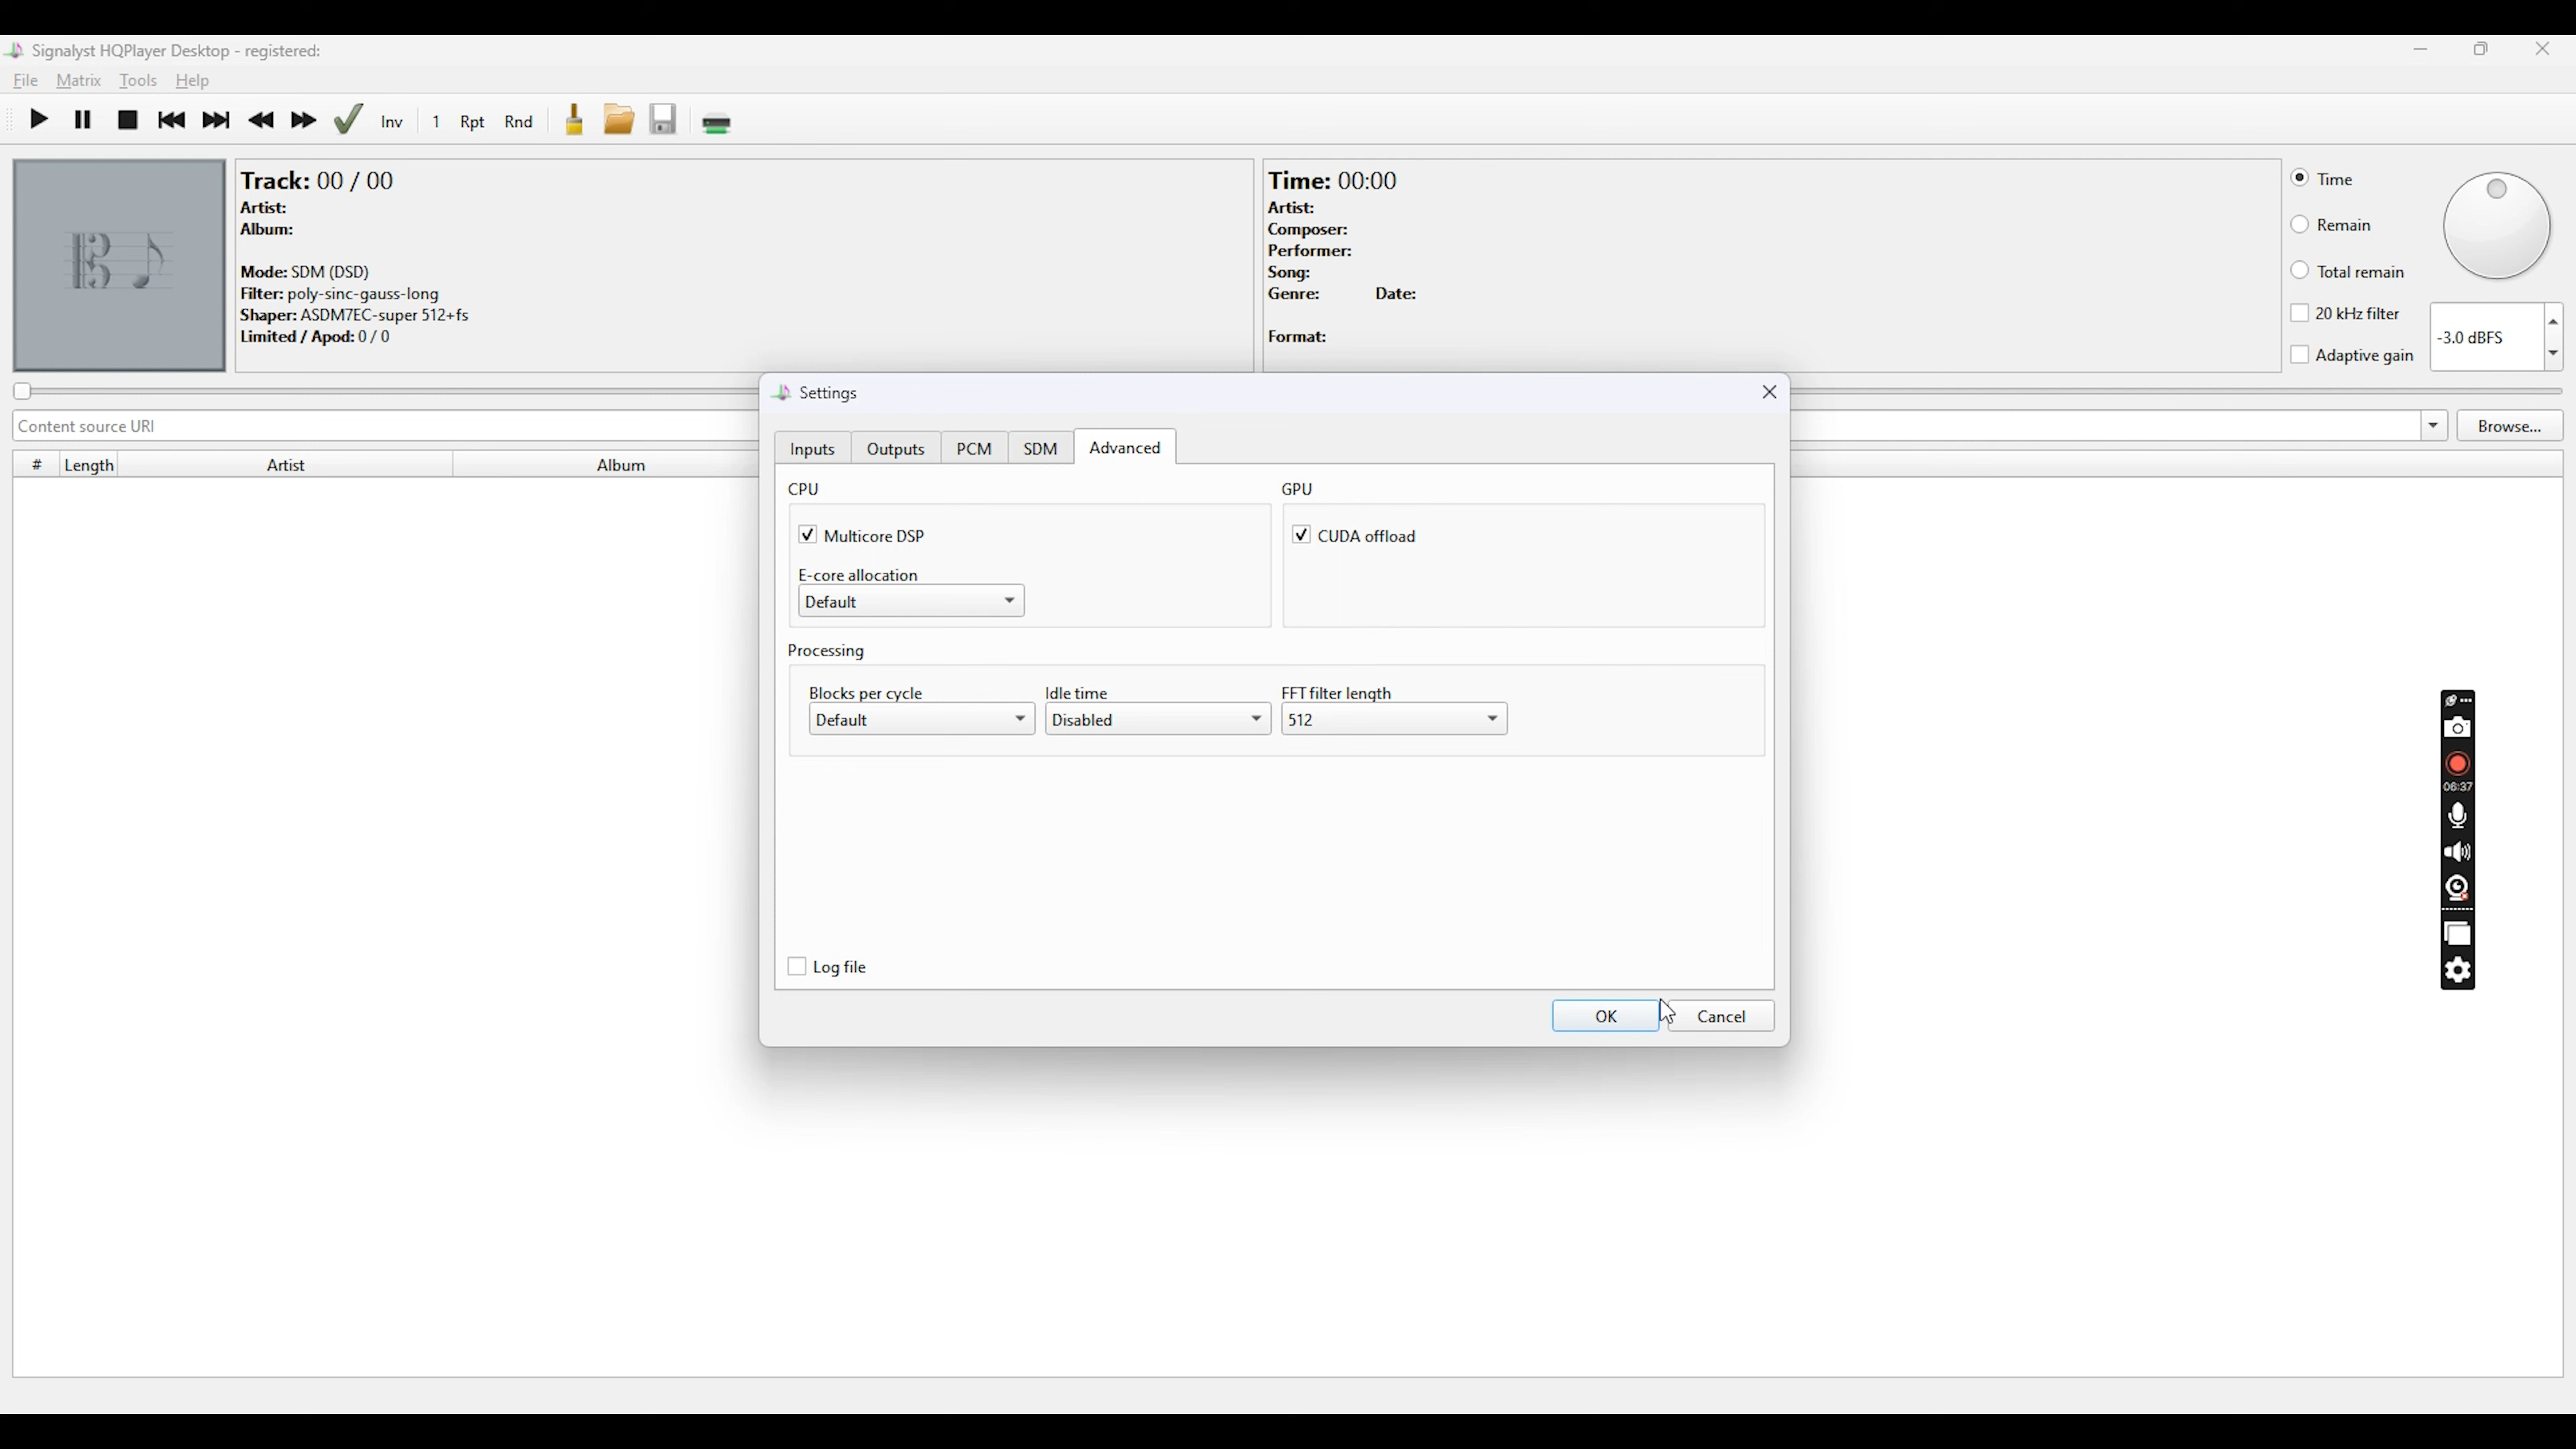 Signalyst HQPlayer Desktop - registered:
File Matrix Tools Help
Inv 1 Rpt Rnd
Track: 00 / 00
Artist:
Album:
Mode: SDM (DSD)
Filter: poly-sinc-gauss-long
Shaper: ASDM7EC-super 512+fs
Limited / Apod: 0 / 0
Time: 00:00
Artist:
Composer:
Performer:
Song:
Genre: Date:
Format:
Time
Remain
Total remain
20 kHz filter
Adaptive gain
-3.0 dBFS
Content source URI
Browse...
# Length Artist Album
Settings
Inputs Outputs PCM SDM Advanced
CPU
Multicore DSP
E-core allocation
Default
GPU
CUDA offload
Processing
Blocks per cycle Idle time FFT filter length
Default Disabled 512
Log file
OK Cancel
06:37